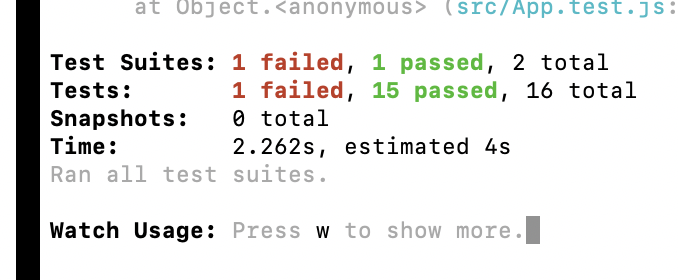 at Object.<anonymous> (src/App.test.js:
Test Suites: 1 failed, 1 passed, 2 total
Tests: 1 failed, 15 passed, 16 total
Snapshots: 0 total
Time: 2.262s, estimated 4s
Ran all test suites.
Watch Usage: Press w to show more.